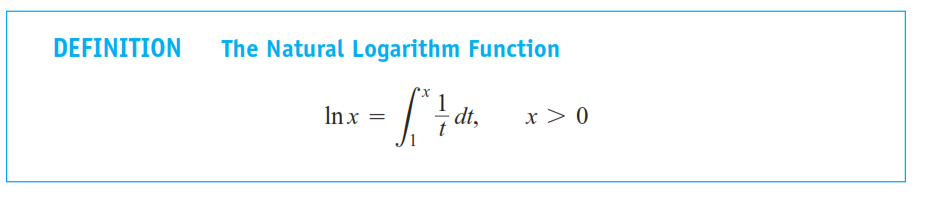 DEFINITION The Natural Logarithm Function
ln x = ∫₁ˣ 1/t dt, x > 0